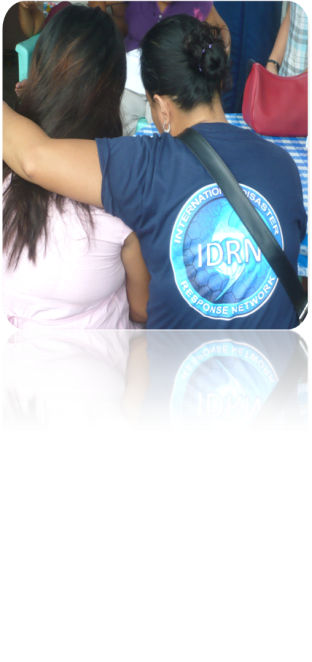 INTERNATIONAL DISASTER
IDRN
RESPONSE NETWORK